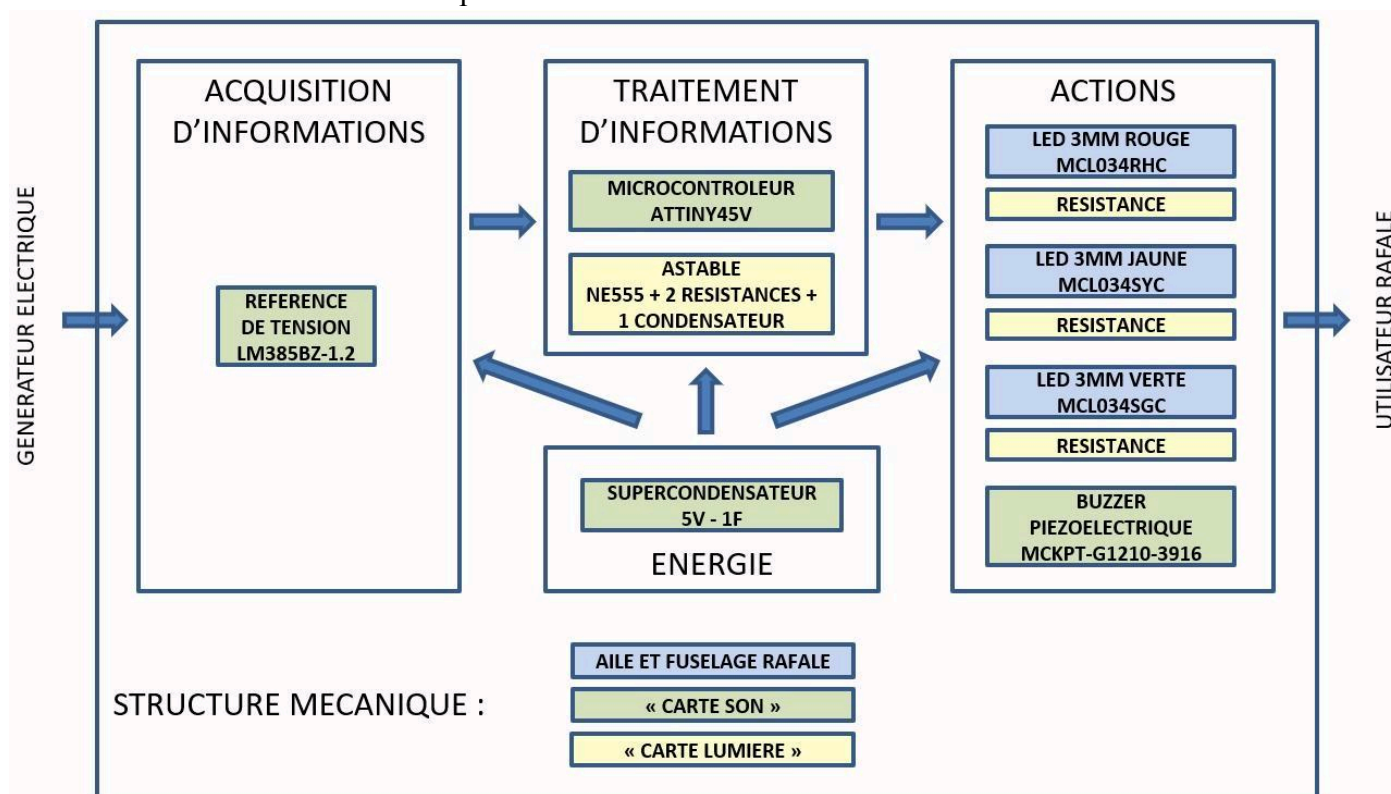 GENERATEUR ELECTRIQUE
ACQUISITION
D'INFORMATIONS
REFERENCE
DE TENSION
LM385BZ-1.2
TRAITEMENT
D'INFORMATIONS
MICROCONTROLEUR
ATTINY45V
ASTABLE
NE555 + 2 RESISTANCES +
1 CONDENSATEUR
SUPERCONDENSATEUR
5V - 1F
ENERGIE
ACTIONS
LED 3MM ROUGE
MCL034RHC
RESISTANCE
LED 3MM JAUNE
MCL034SYC
RESISTANCE
LED 3MM VERTE
MCL034SGC
RESISTANCE
BUZZER
PIEZOELECTRIQUE
MCKPT-G1210-3916
UTILISATEUR RAFALE
STRUCTURE MECANIQUE :
AILE ET FUSELAGE RAFALE
« CARTE SON »
« CARTE LUMIERE »